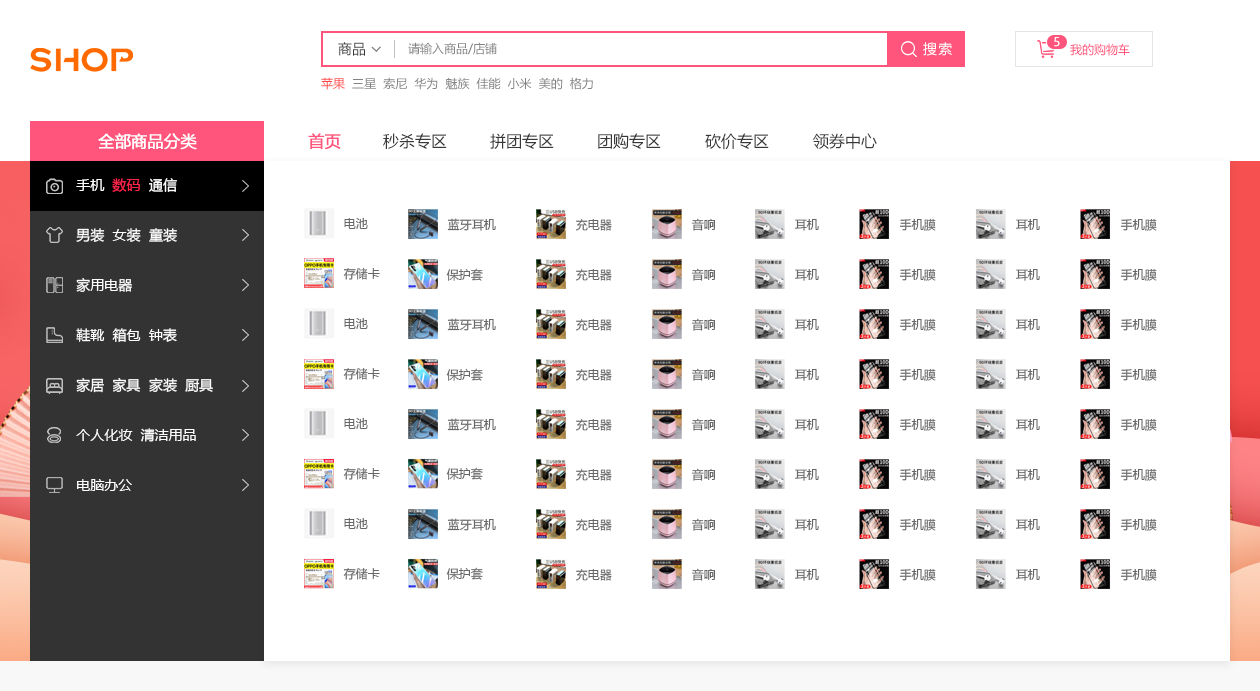 SHOP
商品 请输入商品/店铺 搜索
5 我的购物车
苹果 三星 索尼 华为 魅族 佳能 小米 美的 格力
全部商品分类 首页 秒杀专区 拼团专区 团购专区 砍价专区 领券中心
手机 数码 通信
男装 女装 童装
家用电器
鞋靴 箱包 钟表
家居 家具 家装 厨具
个人化妆 清洁用品
电脑办公
电池 蓝牙耳机 充电器 音响 耳机 手机膜 耳机 手机膜
存储卡 保护套 充电器 音响 耳机 手机膜 耳机 手机膜
电池 蓝牙耳机 充电器 音响 耳机 手机膜 耳机 手机膜
存储卡 保护套 充电器 音响 耳机 手机膜 耳机 手机膜
电池 蓝牙耳机 充电器 音响 耳机 手机膜 耳机 手机膜
存储卡 保护套 充电器 音响 耳机 手机膜 耳机 手机膜
电池 蓝牙耳机 充电器 音响 耳机 手机膜 耳机 手机膜
存储卡 保护套 充电器 音响 耳机 手机膜 耳机 手机膜